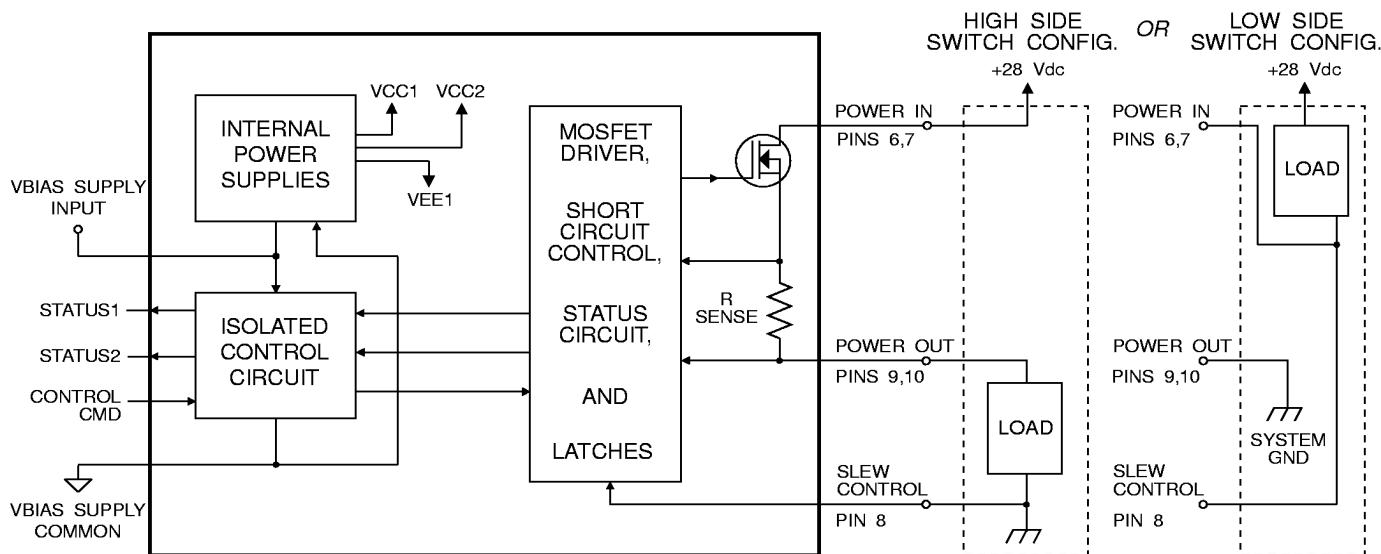 HIGH SIDE
SWITCH CONFIG.
OR
LOW SIDE
SWITCH CONFIG.
+28 Vdc
+28 Vdc
INTERNAL
POWER
SUPPLIES
VCC1
VCC2
VEE1
VBIAS SUPPLY
INPUT
STATUS1
STATUS2
CONTROL
CMD
ISOLATED
CONTROL
CIRCUIT
VBIAS SUPPLY
COMMON
MOSFET
DRIVER,
SHORT
CIRCUIT
CONTROL,
STATUS
CIRCUIT,
AND
LATCHES
R
SENSE
POWER IN
PINS 6,7
POWER OUT
PINS 9,10
SLEW
CONTROL
PIN 8
LOAD
POWER IN
PINS 6,7
LOAD
POWER OUT
PINS 9,10
SYSTEM
GND
SLEW
CONTROL
PIN 8